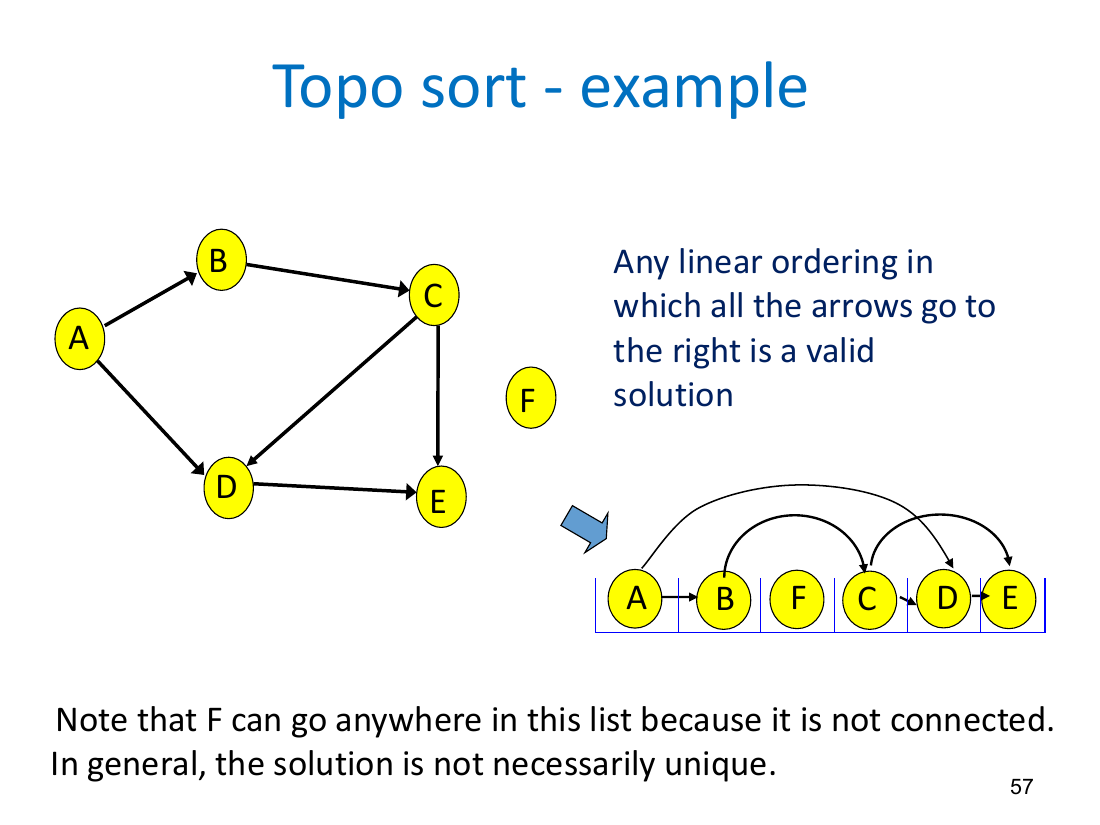 Topo sort - example
B
C
A
F
D
E
Any linear ordering in
which all the arrows go to
the right is a valid
solution
A B F C D E
Note that F can go anywhere in this list because it is not connected.
In general, the solution is not necessarily unique.
57